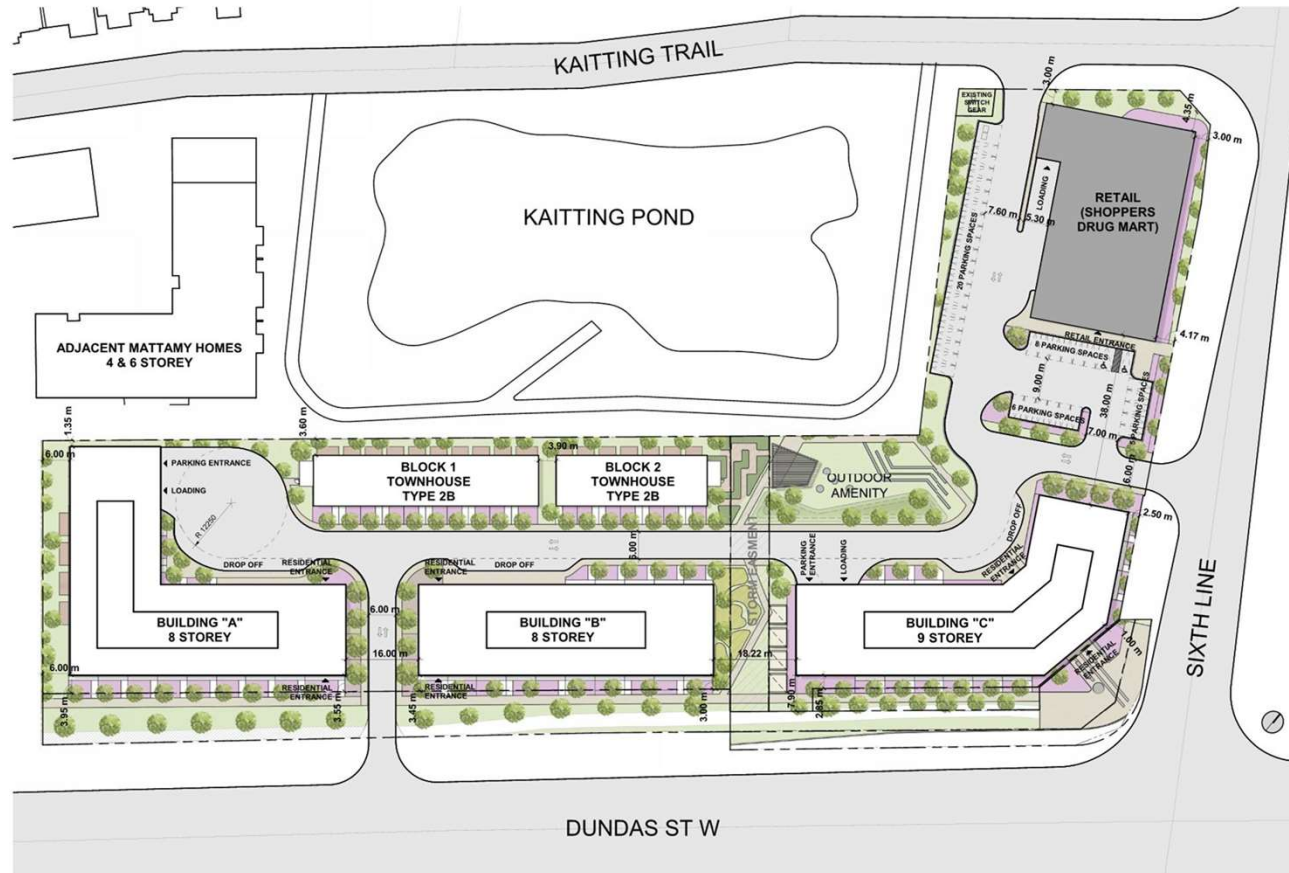 KAITTING TRAIL
EXISTING
SWITCH
GEAR
3.00 m
4.35 m
3.00 m
LOADING
7.60 m
5.30 m
RETAIL
(SHOPPERS
DRUG MART)
20 PARKING SPACES
KAITTING POND
ADJACENT MATTAMY HOMES
4 & 6 STOREY
RETAIL ENTRANCE
4.17 m
8 PARKING SPACES
9.00 m
38.00 m
PARKING SPACES
6 PARKING SPACES
7.00 m
6.00 m
1.35 m
6.00 m
3.60 m
3.90 m
PARKING ENTRANCE
LOADING
R 12250
BLOCK 1
TOWNHOUSE
TYPE 2B
BLOCK 2
TOWNHOUSE
TYPE 2B
OUTDOOR
AMENITY
2.50 m
DROP OFF
RESIDENTIAL
ENTRANCE
RESIDENTIAL
ENTRANCE
DROP OFF
6.00 m
STORM EASMENT
PARKING
ENTRANCE
LOADING
DROP OFF
RESIDENTIAL
ENTRANCE
BUILDING "A"
8 STOREY
6.00 m
16.00 m
BUILDING "B"
8 STOREY
18.22 m
BUILDING "C"
9 STOREY
1.00 m
RESIDENTIAL
ENTRANCE
SIXTH LINE
6.00 m
3.95 m
RESIDENTIAL
ENTRANCE
3.55 m
3.45 m
RESIDENTIAL
ENTRANCE
3.00 m
7.90 m
2.85 m
DUNDAS ST W